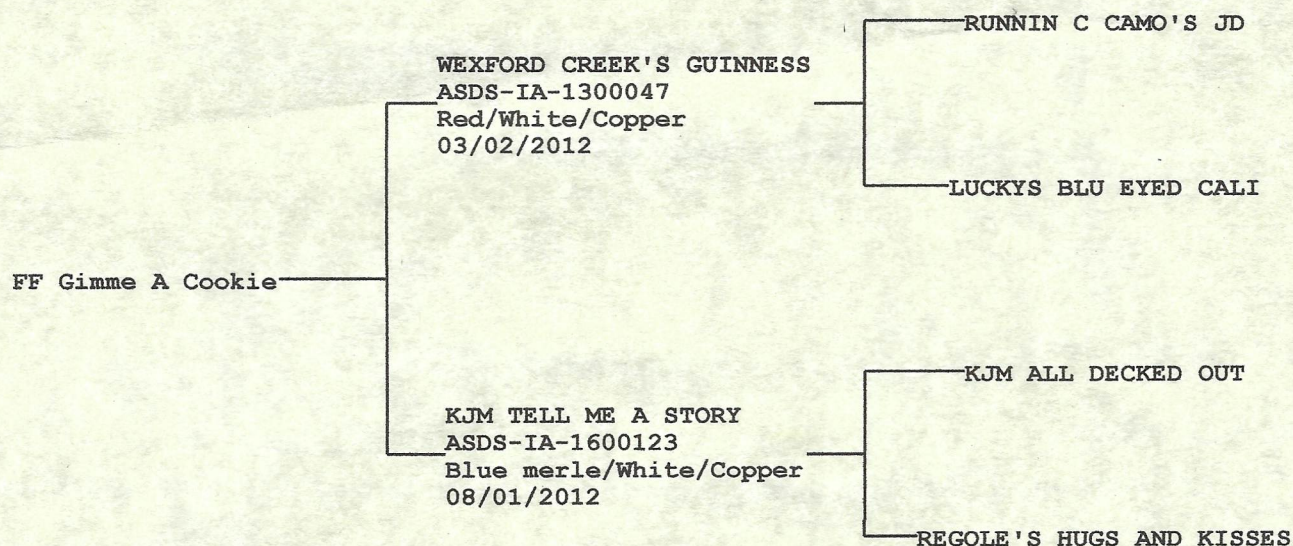 RUNNIN C CAMO'S JD
WEXFORD CREEK'S GUINNESS
ASDS-IA-1300047
Red/White/Copper
03/02/2012
LUCKYS BLU EYED CALI
FF Gimme A Cookie
KJM ALL DECKED OUT
KJM TELL ME A STORY
ASDS-IA-1600123
Blue merle/White/Copper
08/01/2012
REGOLE'S HUGS AND KISSES